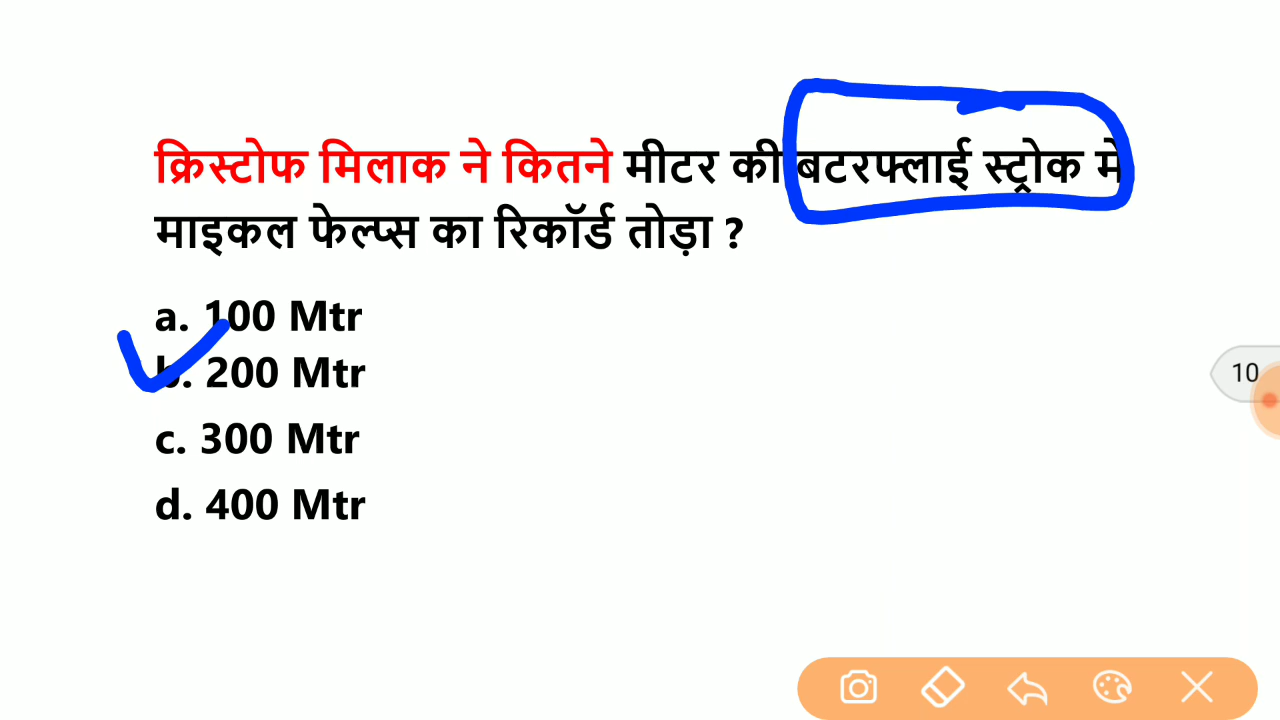 क्रिस्टोफ मिलाक ने कितने मीटर की बटरफ्लाई स्ट्रोक मे
माइकल फेल्प्स का रिकॉर्ड तोड़ा ?
a. 100 Mtr
b. 200 Mtr
c. 300 Mtr
d. 400 Mtr
10